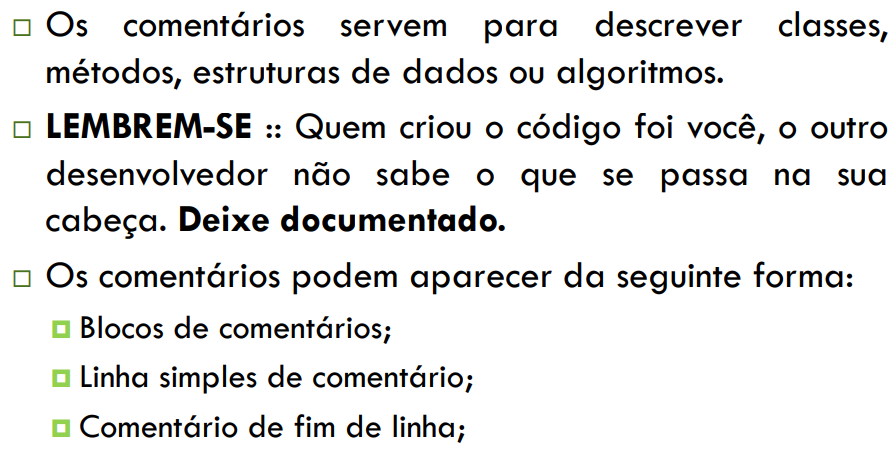 Os comentários servem para descrever classes,
métodos, estruturas de dados ou algoritmos.
LEMBREM-SE :: Quem criou o código foi você, o outro
desenvolvedor não sabe o que se passa na sua
cabeça. Deixe documentado.
Os comentários podem aparecer da seguinte forma:
Blocos de comentários;
Linha simples de comentário;
Comentário de fim de linha;